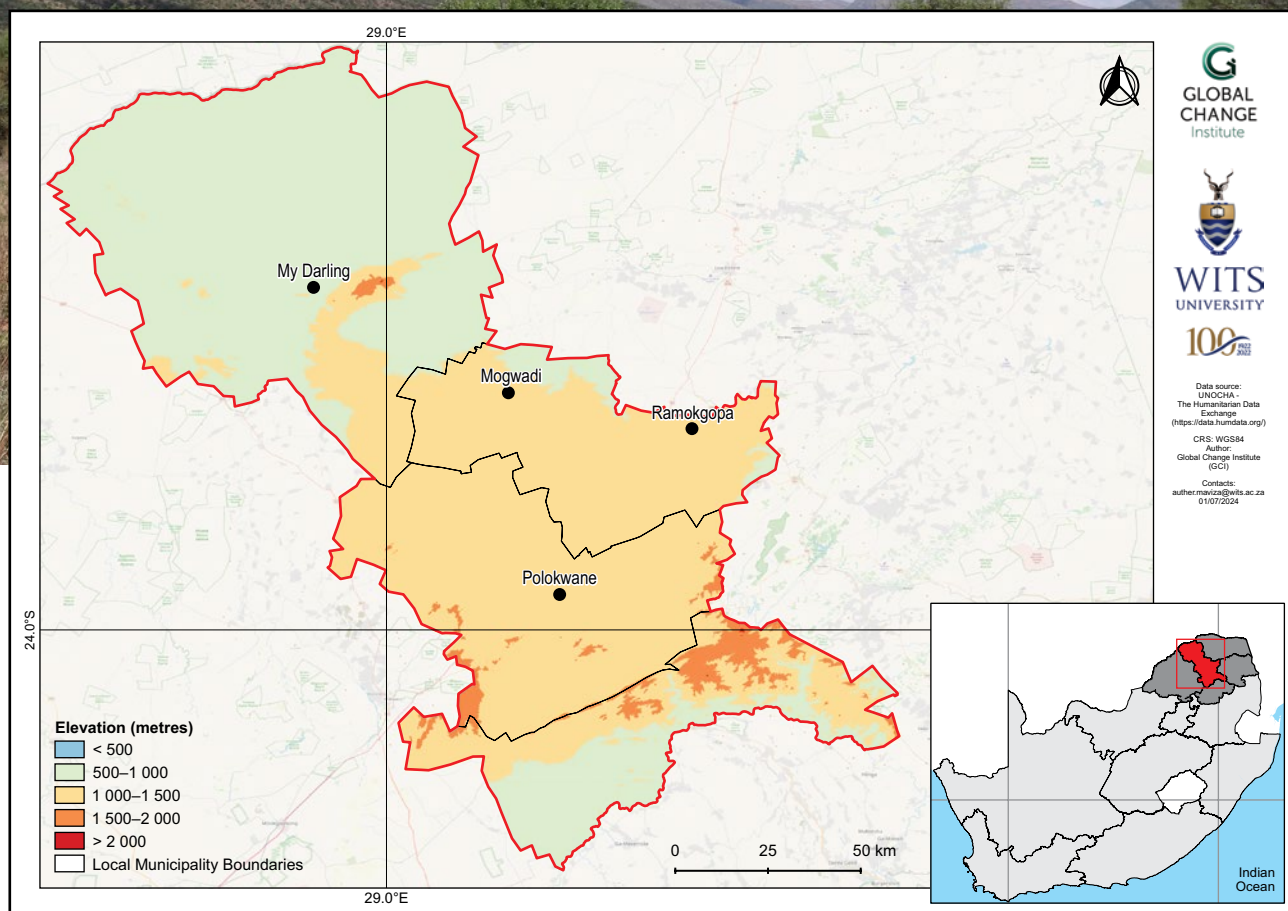 29.0°E
My Darling
Mogwadi
Ramokgopa
Polokwane
24.0°S
Elevation (metres)
< 500
500–1 000
1 000–1 500
1 500–2 000
> 2 000
Local Municipality Boundaries
0 25 50 km
29.0°E
GLOBAL
CHANGE
Institute
WITS
UNIVERSITY
100 1922
2022
Data source:
UNOCHA -
The Humanitarian Data
Exchange
(https://data.humdata.org/)
CRS: WGS84
Author:
Global Change Institute
(GCI)
Contacts:
auther.maviza@wits.ac.za
01/07/2024
Indian
Ocean